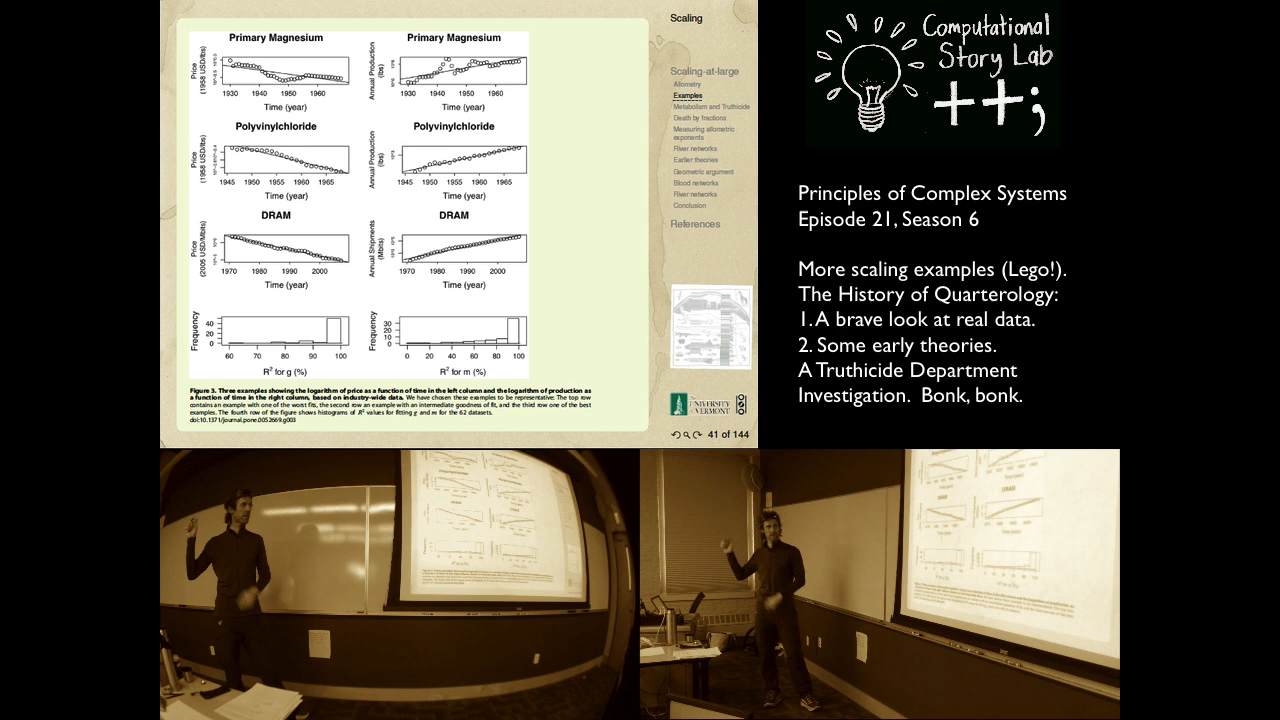 Primary Magnesium
Price
(1958 USD/lbs)
1930 1940 1950 1960
Time (year)
Primary Magnesium
Annual Production
(lbs)
1930 1940 1950 1960
Time (year)
Polyvinylchloride
Price
(1958 USD/lbs)
1945 1950 1955 1960 1965
Time (year)
Polyvinylchloride
Annual Production
(lbs)
1945 1950 1955 1960 1965
Time (year)
DRAM
Price
(2005 USD/Mbits)
1970 1980 1990 2000
Time (year)
DRAM
Annual Shipments
(Mbits)
1970 1980 1990 2000
Time (year)
Frequency
40
20
0
60 70 80 90 100
R² for g (%)
Frequency
30
20
10
0
0 20 40 60 80 100
R² for m (%)
Figure 3. Three examples showing the logarithm of price as a function of time in the left column and the logarithm of production as
a function of time in the right column, based on industry-wide data. We have chosen these examples to be representative: The top row
contains an example with one of the worst fits, the second row an example with an intermediate goodness of fit, and the third row one of the best
examples. The fourth row of the figure shows histograms of R² values for fitting g and m for the 62 datasets.
doi:10.1371/journal.pone.0052669.g003
Scaling
Scaling-at-large
Allometry
Examples
Metabolism and Truthicide
Death by fractions
Measuring allometric
exponents
River networks
Earlier theories
Geometric argument
Blood networks
River networks
Conclusion
References
UNIVERSITY
of VERMONT
41 of 144
Computational
Story Lab
++;
Principles of Complex Systems
Episode 21, Season 6
More scaling examples (Lego!).
The History of Quarterology:
1. A brave look at real data.
2. Some early theories.
A Truthicide Department
Investigation. Bonk, bonk.